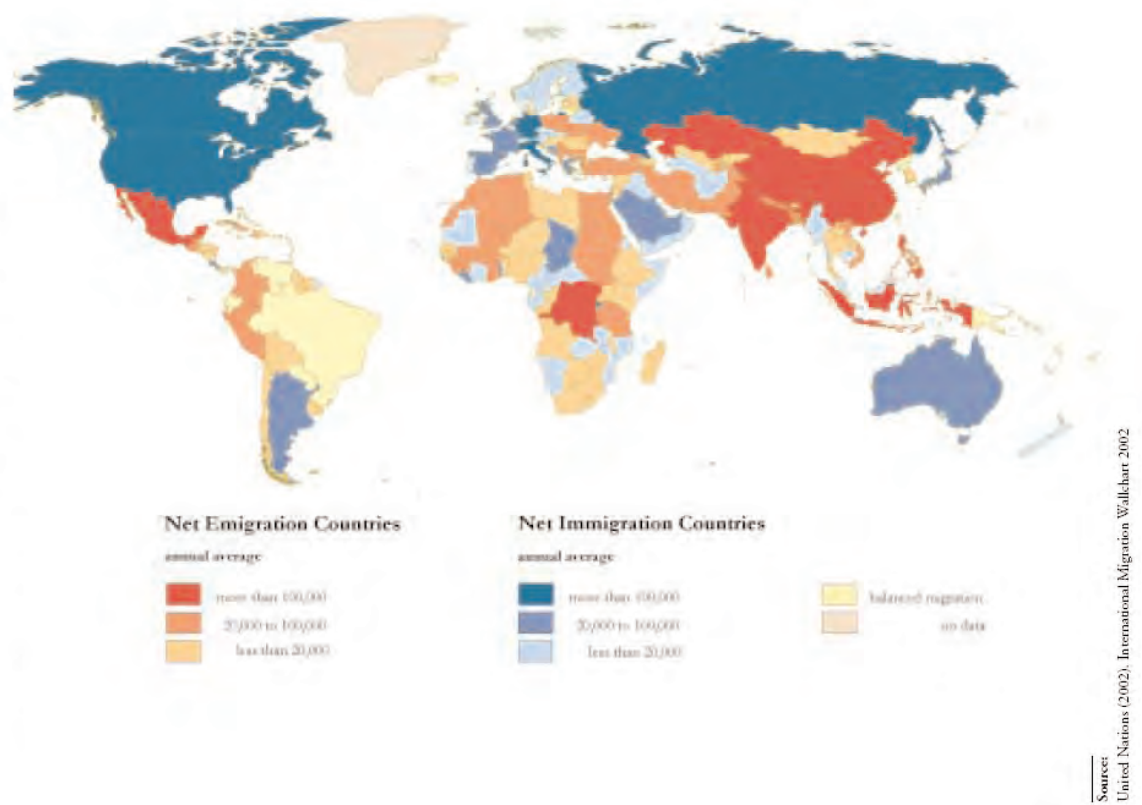 Net Emigration Countries
annual average
more than 100,000
20,000 to 100,000
less than 20,000
Net Immigration Countries
annual average
more than 100,000
20,000 to 100,000
less than 20,000
balanced migration
no data
Source:
United Nations (2002). International Migration Wallchart 2002